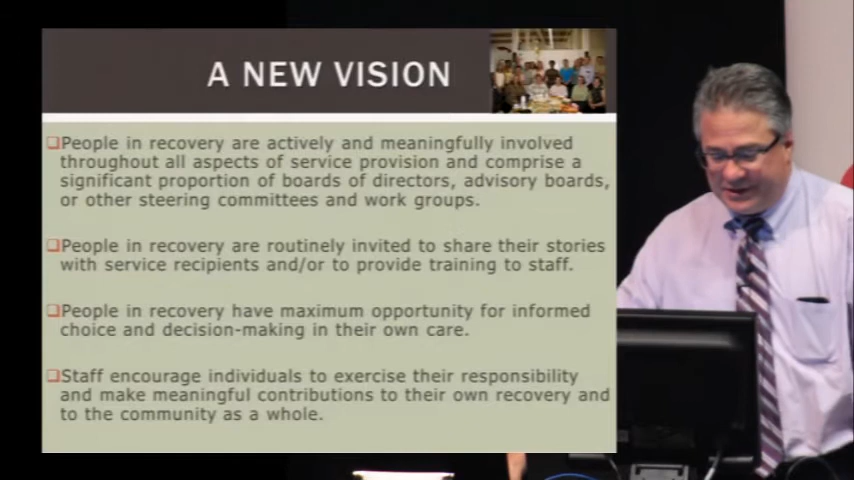 A NEW VISION
People in recovery are actively and meaningfully involved
throughout all aspects of service provision and comprise a
significant proportion of boards of directors, advisory boards,
or other steering committees and work groups.
People in recovery are routinely invited to share their stories
with service recipients and/or to provide training to staff.
People in recovery have maximum opportunity for informed
choice and decision-making in their own care.
Staff encourage individuals to exercise their responsibility
and make meaningful contributions to their own recovery and
to the community as a whole.